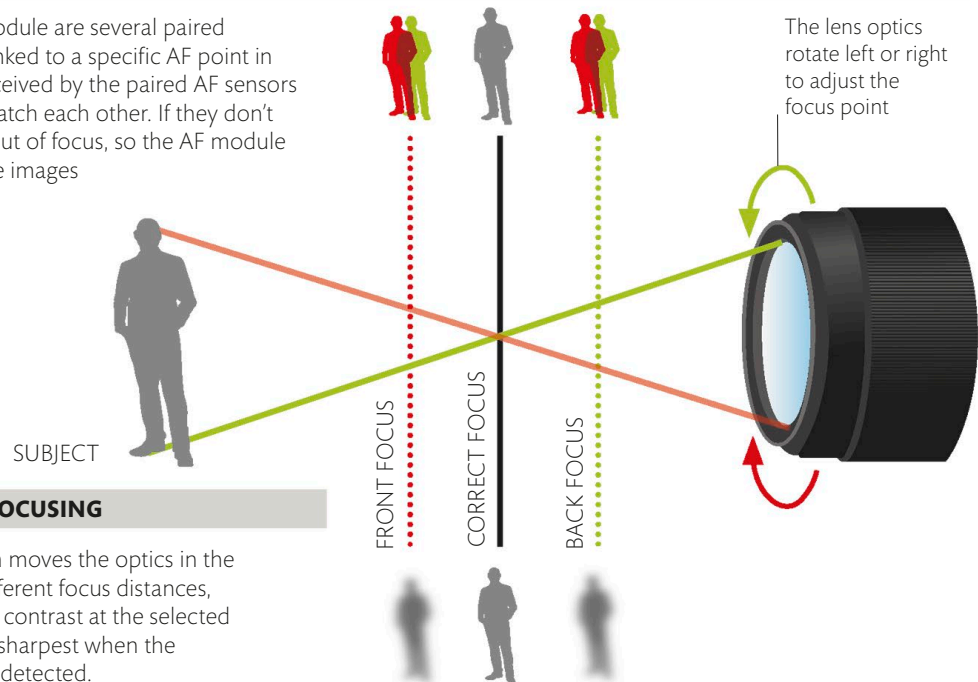 odule are several paired
nked to a specific AF point in
ceived by the paired AF sensors
atch each other. If they don't
ut of focus, so the AF module
e images
The lens optics
rotate left or right
to adjust the
focus point
SUBJECT
FRONT FOCUS
CORRECT FOCUS
BACK FOCUS
OCUSING
moves the optics in the
fferent focus distances,
contrast at the selected
sharpest when the
detected.